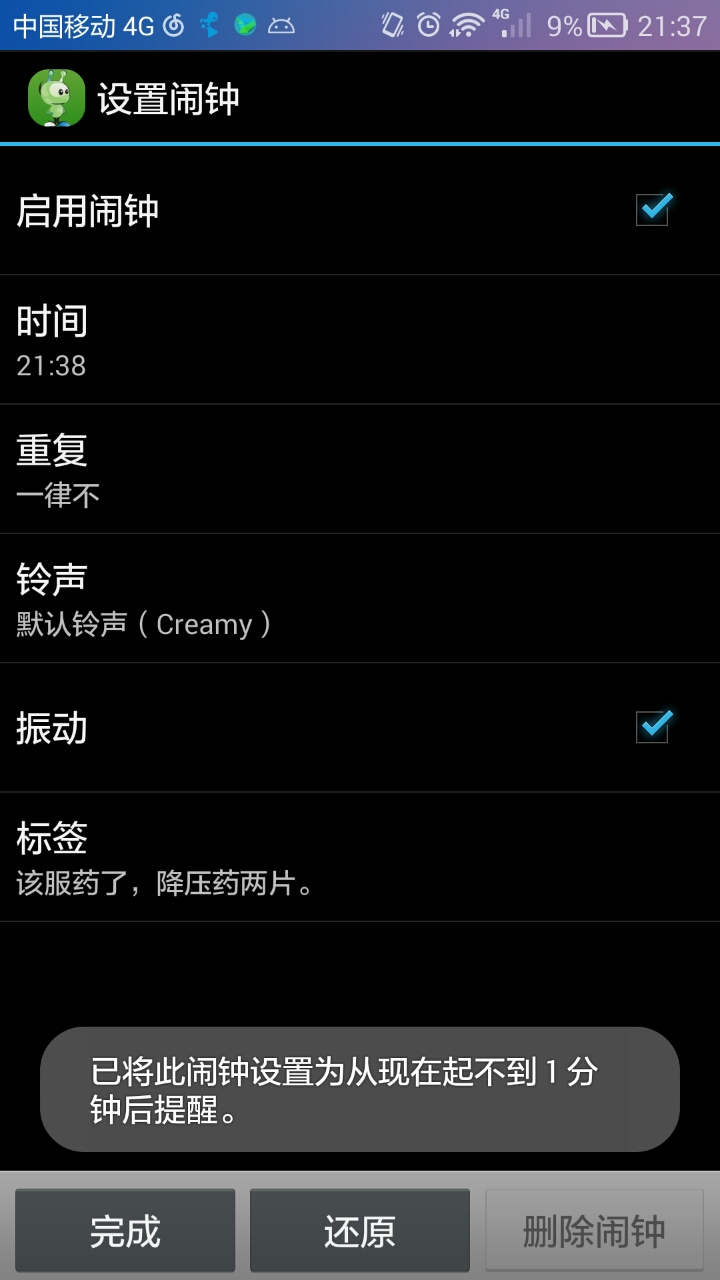 中国移动 4G 4G 9% 21:37
设置闹钟
启用闹钟
时间
21:38
重复
一律不
铃声
默认铃声（Creamy）
振动
标签
该服药了，降压药两片。
已将此闹钟设置为从现在起不到 1 分
钟后提醒。
完成 还原 删除闹钟